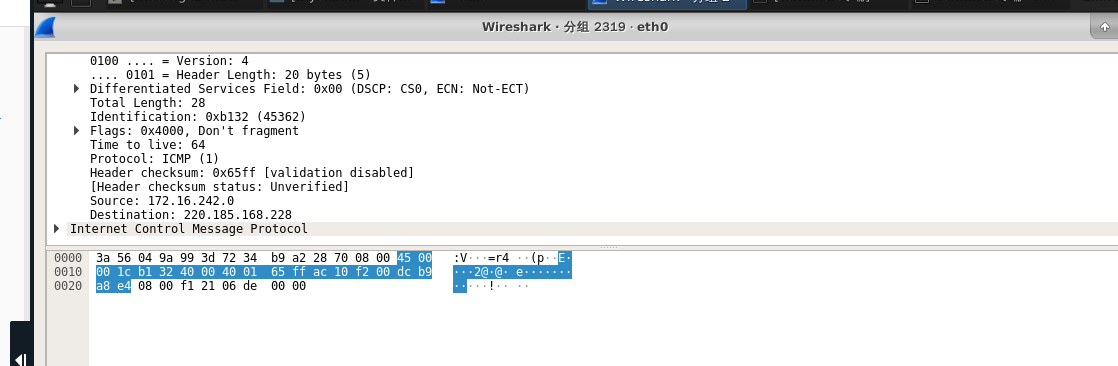 Wireshark · 分组 2319 · eth0
0100 .... = Version: 4
.... 0101 = Header Length: 20 bytes (5)
Differentiated Services Field: 0x00 (DSCP: CS0, ECN: Not-ECT)
Total Length: 28
Identification: 0xb132 (45362)
Flags: 0x4000, Don't fragment
Time to live: 64
Protocol: ICMP (1)
Header checksum: 0x65ff [validation disabled]
[Header checksum status: Unverified]
Source: 172.16.242.0
Destination: 220.185.168.228
Internet Control Message Protocol
0000 3a 56 04 9a 99 3d 72 34 b9 a2 28 70 08 00 45 00 :V···=r4 ··(p··E·
0010 00 1c b1 32 40 00 40 01 65 ff ac 10 f2 00 dc b9 ···2@·@· e·······
0020 a8 e4 08 00 f1 21 06 de 00 00 ·····!·· ··